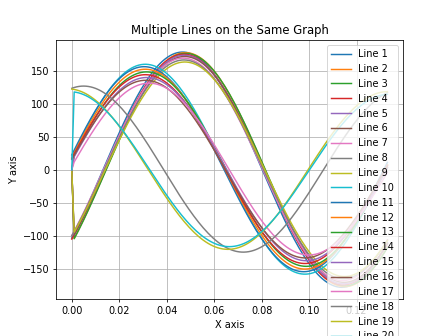 Multiple Lines on the Same Graph
Y axis
150
100
50
0
−50
−100
−150
0.00
0.02
0.04
0.06
0.08
0.10
X axis
Line 1
Line 2
Line 3
Line 4
Line 5
Line 6
Line 7
Line 8
Line 9
Line 10
Line 11
Line 12
Line 13
Line 14
Line 15
Line 16
Line 17
Line 18
Line 19
Line 20